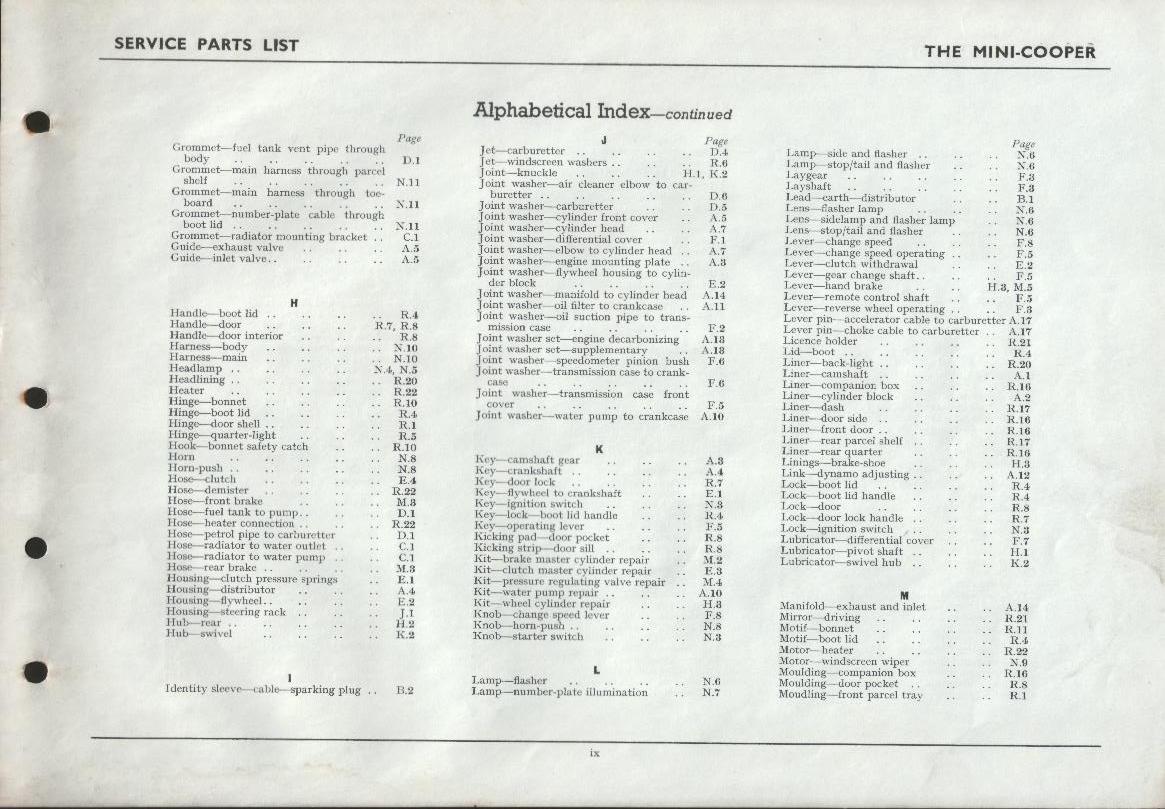 SERVICE PARTS LIST
THE MINI-COOPER
Alphabetical Index—continued
Page
Grommet—fuel tank vent pipe through
body .. .. .. .. .. D.1
Grommet—main harness through parcel
shelf .. .. .. .. .. N.11
Grommet—main harness through toe-
board .. .. .. .. .. N.11
Grommet—number-plate cable through
boot lid .. .. .. .. .. N.11
Grommet—radiator mounting bracket .. C.1
Guide—exhaust valve .. .. .. A.5
Guide—inlet valve.. .. .. .. A.5
H
Handle—boot lid .. .. .. .. R.4
Handle—door .. .. .. R.7, R.8
Handle—door interior .. .. .. R.8
Harness—body .. .. .. .. N.10
Harness—main .. .. .. .. N.10
Headlamp .. .. .. .. N.4, N.5
Headlining .. .. .. .. .. R.20
Heater .. .. .. .. .. R.22
Hinge—bonnet .. .. .. .. R.10
Hinge—boot lid .. .. .. .. R.4
Hinge—door shell .. .. .. .. R.1
Hinge—quarter-light .. .. .. R.5
Hook—bonnet safety catch .. .. R.10
Horn .. .. .. .. .. N.8
Horn-push .. .. .. .. .. N.8
Hose—clutch .. .. .. .. E.4
Hose—demister .. .. .. .. R.22
Hose—front brake .. .. .. M.3
Hose—fuel tank to pump.. .. .. D.1
Hose—heater connection .. .. .. R.22
Hose—petrol pipe to carburetter .. D.1
Hose—radiator to water outlet .. .. C.1
Hose—radiator to water pump .. .. C.1
Hose—rear brake .. .. .. .. M.3
Housing—clutch pressure springs .. E.1
Housing—distributor .. .. .. A.4
Housing—flywheel.. .. .. .. E.2
Housing—steering rack .. .. .. J.1
Hub—rear .. .. .. .. .. H.2
Hub—swivel .. .. .. .. K.2
I
Identity sleeve—cable—sparking plug .. B.2
J
Page
Jet—carburetter .. .. .. .. D.4
Jet—windscreen washers .. .. .. R.6
Joint—knuckle .. .. .. H.1, K.2
Joint washer—air cleaner elbow to car-
buretter .. .. .. .. .. D.6
Joint washer—carburetter .. .. D.5
Joint washer—cylinder front cover .. A.5
Joint washer—cylinder head .. .. A.7
Joint washer—differential cover .. F.1
Joint washer—elbow to cylinder head .. A.7
Joint washer—engine mounting plate .. A.3
Joint washer—flywheel housing to cylin-
der block .. .. .. .. E.2
Joint washer—manifold to cylinder head A.14
Joint washer—oil filter to crankcase .. A.11
Joint washer—oil suction pipe to trans-
mission case .. .. .. .. F.2
Joint washer set—engine decarbonizing A.13
Joint washer set—supplementary .. A.13
Joint washer—speedometer pinion bush F.6
Joint washer—transmission case to crank-
case .. .. .. .. .. F.6
Joint washer—transmission case front
cover .. .. .. .. .. F.5
Joint washer—water pump to crankcase A.10
K
Key—camshaft gear .. .. .. A.3
Key—crankshaft .. .. .. .. A.4
Key—door lock .. .. .. .. R.7
Key—flywheel to crankshaft .. .. E.1
Key—ignition switch .. .. .. N.3
Key—lock—boot lid handle .. .. R.4
Key—operating lever .. .. .. F.5
Kicking pad—door pocket .. .. R.8
Kicking strip—door sill .. .. .. R.8
Kit—brake master cylinder repair .. M.2
Kit—clutch master cylinder repair .. E.3
Kit—pressure regulating valve repair .. M.4
Kit—water pump repair .. .. .. A.10
Kit—wheel cylinder repair .. .. H.3
Knob—change speed lever .. .. F.8
Knob—horn-push .. .. .. .. N.8
Knob—starter switch .. .. .. N.3
L
Lamp—flasher .. .. .. .. N.6
Lamp—number-plate illumination .. N.7
Page
Lamp—side and flasher .. .. .. N.6
Lamp—stop/tail and flasher .. .. N.6
Laygear .. .. .. .. .. F.3
Layshaft .. .. .. .. .. F.3
Lead—earth—distributor .. .. B.1
Lens—flasher lamp .. .. .. N.6
Lens—sidelamp and flasher lamp .. N.6
Lens—stop/tail and flasher .. .. N.6
Lever—change speed .. .. .. F.8
Lever—change speed operating .. .. F.5
Lever—clutch withdrawal .. .. E.2
Lever—gear change shaft.. .. .. F.5
Lever—hand brake .. .. H.3, M.5
Lever—remote control shaft .. .. F.5
Lever—reverse wheel operating .. .. F.3
Lever pin—accelerator cable to carburetter A.17
Lever pin—choke cable to carburetter .. A.17
Licence holder .. .. .. .. R.21
Lid—boot .. .. .. .. .. R.4
Liner—back-light .. .. .. .. R.20
Liner—camshaft .. .. .. .. A.1
Liner—companion box .. .. .. R.16
Liner—cylinder block .. .. .. A.2
Liner—dash .. .. .. .. R.17
Liner—door side .. .. .. .. R.16
Liner—front door .. .. .. .. R.16
Liner—rear parcel shelf .. .. .. R.17
Liner—rear quarter .. .. .. R.16
Linings—brake-shoe .. .. .. H.3
Link—dynamo adjusting .. .. .. A.12
Lock—boot lid .. .. .. .. R.4
Lock—boot lid handle .. .. .. R.4
Lock—door .. .. .. .. R.8
Lock—door lock handle .. .. .. R.7
Lock—ignition switch .. .. .. N.3
Lubricator—differential cover .. .. F.7
Lubricator—pivot shaft .. .. .. H.1
Lubricator—swivel hub .. .. .. K.2
M
Manifold—exhaust and inlet .. .. A.14
Mirror—driving .. .. .. .. R.21
Motif—bonnet .. .. .. .. R.11
Motif—boot lid .. .. .. .. R.4
Motor—heater .. .. .. .. R.22
Motor—windscreen wiper .. .. N.9
Moulding—companion box .. .. R.16
Moulding—door pocket .. .. .. R.8
Moudling—front parcel tray .. .. R.1
ix